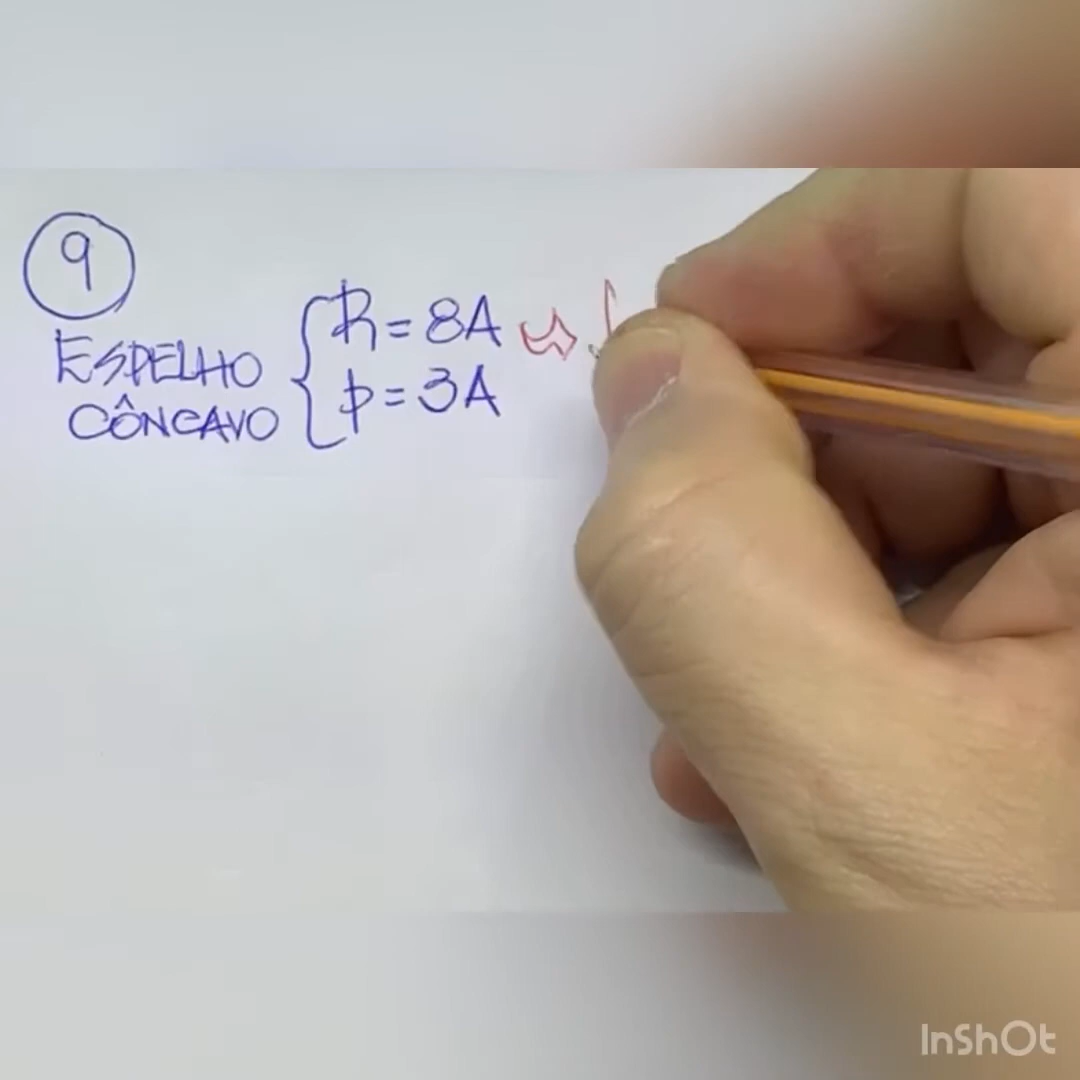 9
ESPELHO
CÔNCAVO
R = 8A ⇨ f
p = 3A
InShOt